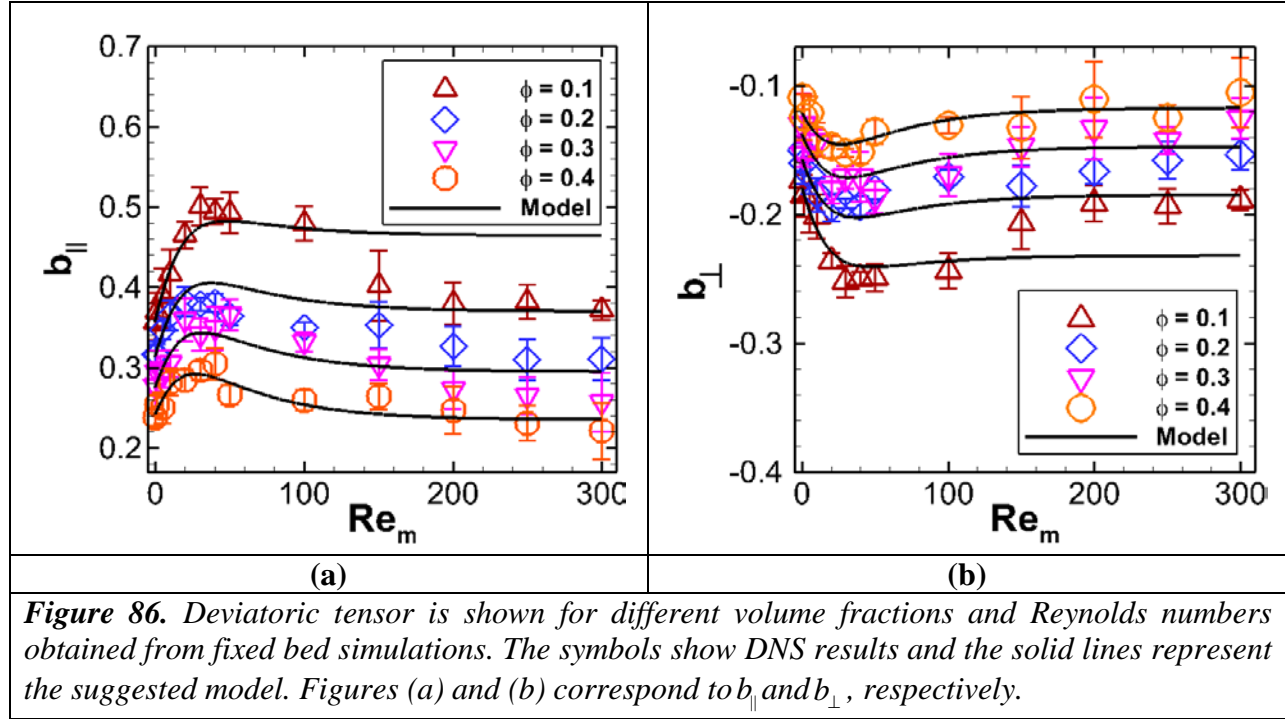 0.7
0.6
0.5
0.4
0.3
0.2
b∥
0
100
200
300
Re_m
ϕ = 0.1
ϕ = 0.2
ϕ = 0.3
ϕ = 0.4
Model
-0.1
-0.2
-0.3
-0.4
b⊥
0
100
200
300
Re_m
ϕ = 0.1
ϕ = 0.2
ϕ = 0.3
ϕ = 0.4
Model
(a)
(b)
Figure 86. Deviatoric tensor is shown for different volume fractions and Reynolds numbers
obtained from fixed bed simulations. The symbols show DNS results and the solid lines represent
the suggested model. Figures (a) and (b) correspond to b∥ and b⊥ , respectively.